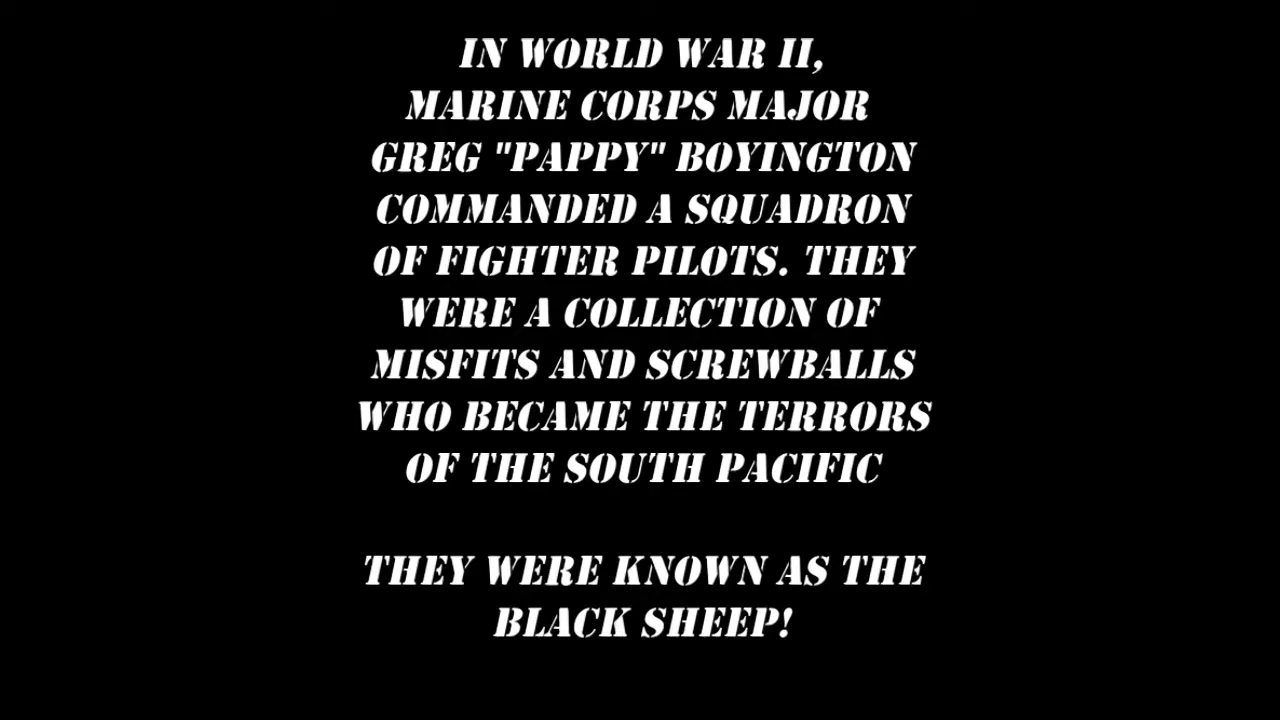 IN WORLD WAR II,
MARINE CORPS MAJOR
GREG "PAPPY" BOYINGTON
COMMANDED A SQUADRON
OF FIGHTER PILOTS. THEY
WERE A COLLECTION OF
MISFITS AND SCREWBALLS
WHO BECAME THE TERRORS
OF THE SOUTH PACIFIC
THEY WERE KNOWN AS THE
BLACK SHEEP!